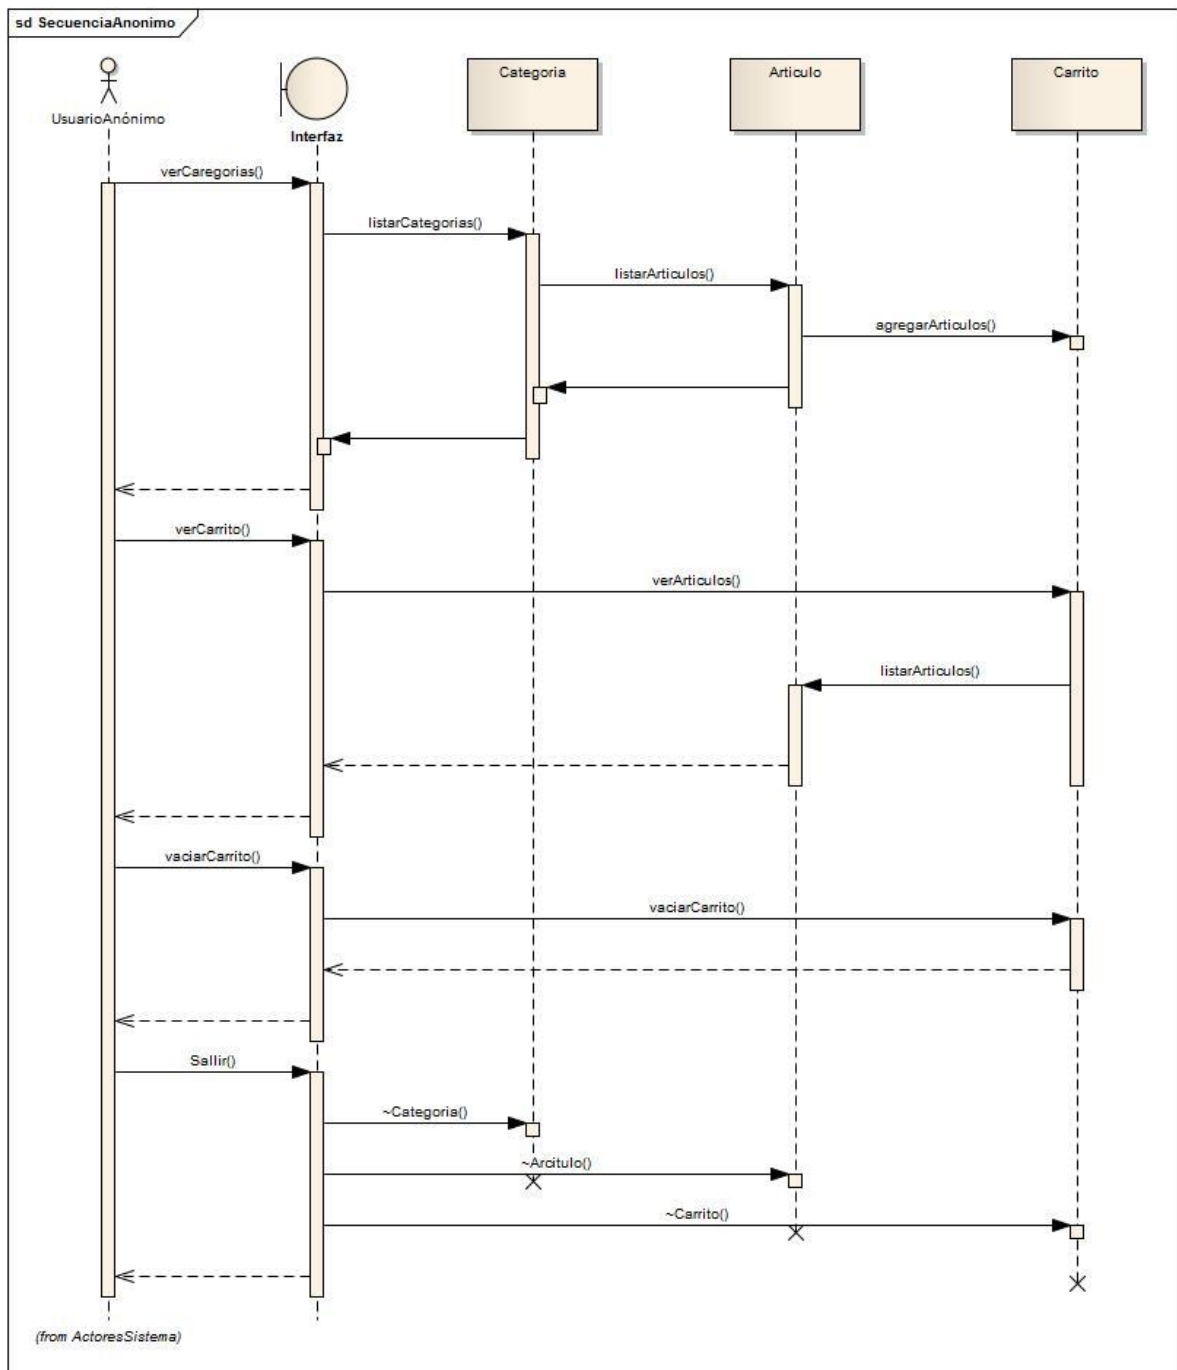 sd SecuenciaAnonimo
UsuarioAnónimo
Interfaz
Categoria
Articulo
Carrito
verCaregorias()
listarCategorias()
listarArticulos()
agregarArticulos()
verCarrito()
verArticulos()
listarArticulos()
vaciarCarrito()
vaciarCarrito()
Sallir()
~Categoria()
~Arcitulo()
~Carrito()
(from ActoresSistema)